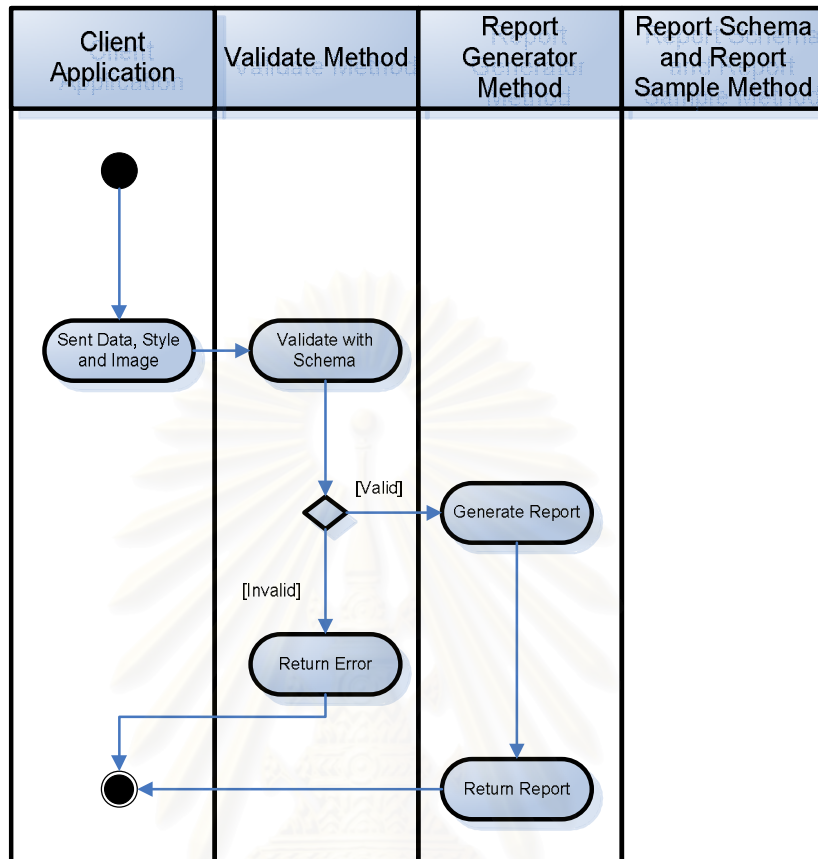 Client
Application
Validate Method
Report
Generator
Method
Report Schema
and Report
Sample Method
Sent Data, Style
and Image
Validate with
Schema
[Valid]
Generate Report
[Invalid]
Return Error
Return Report